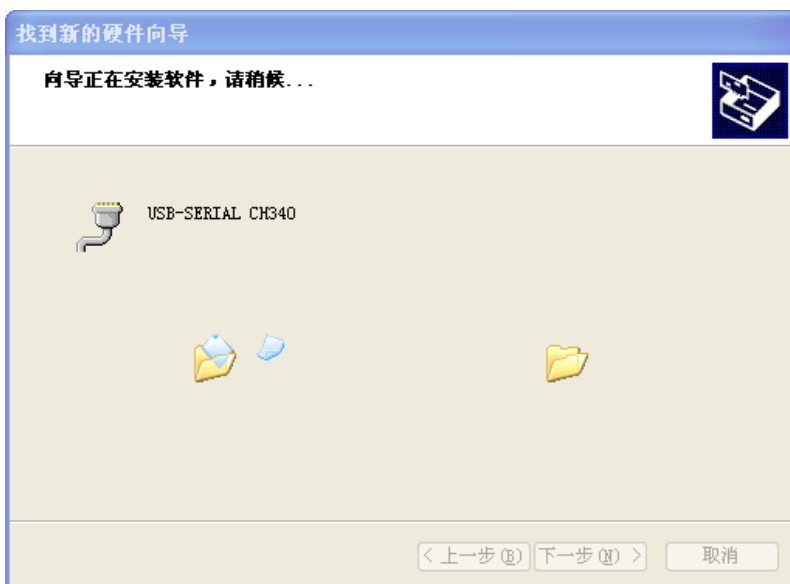 找到新的硬件向导
向导正在安装软件，请稍候...
USB-SERIAL CH340
< 上一步(B)
下一步(N) >
取消